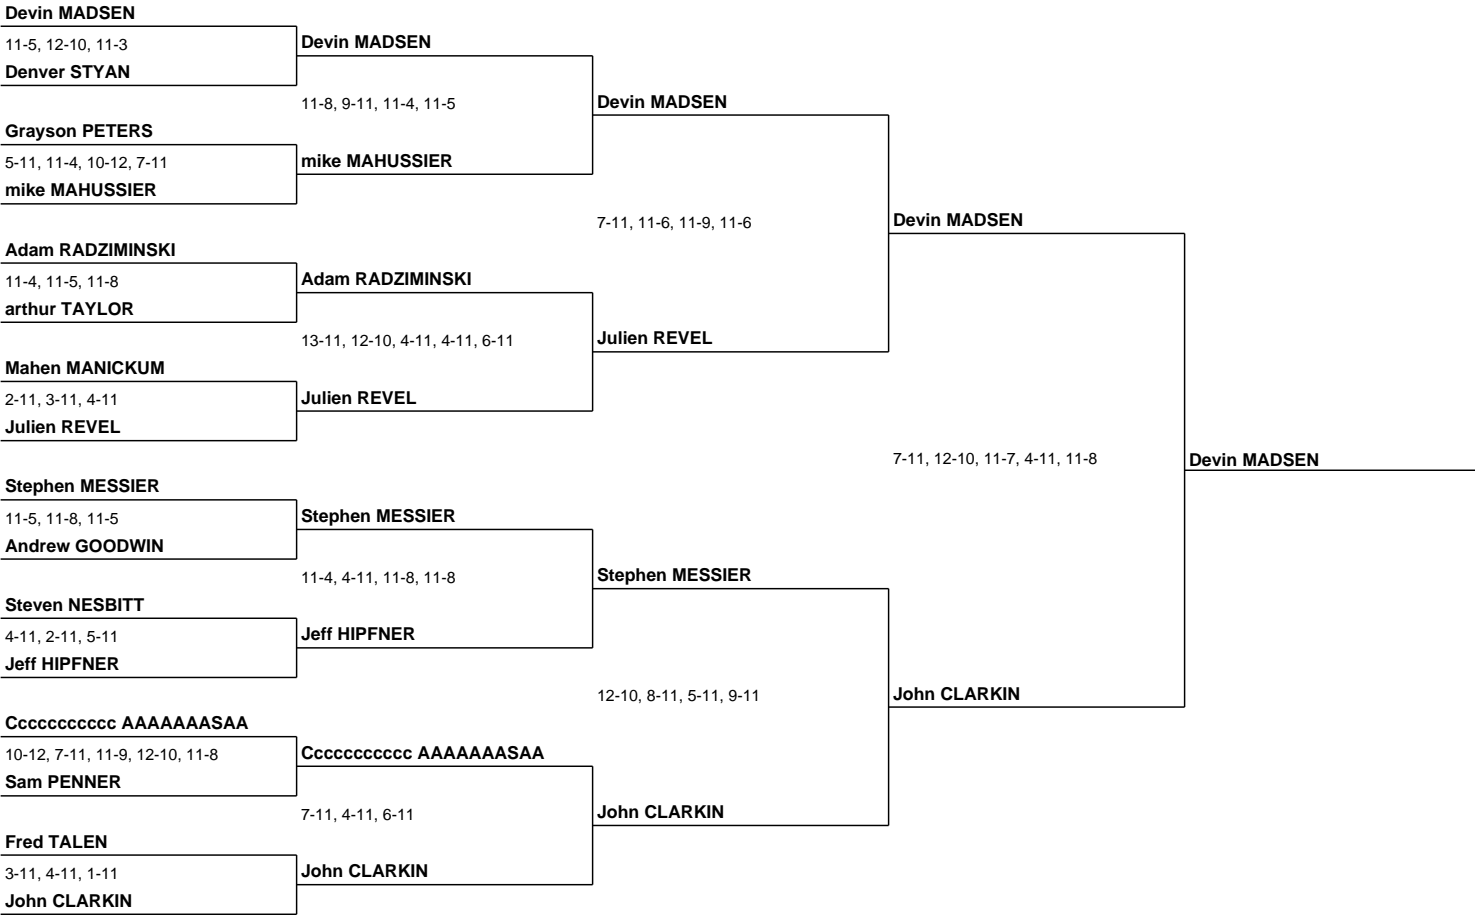 Devin MADSEN
11-5, 12-10, 11-3
Denver STYAN
Grayson PETERS
5-11, 11-4, 10-12, 7-11
mike MAHUSSIER
Adam RADZIMINSKI
11-4, 11-5, 11-8
arthur TAYLOR
Mahen MANICKUM
2-11, 3-11, 4-11
Julien REVEL
Stephen MESSIER
11-5, 11-8, 11-5
Andrew GOODWIN
Steven NESBITT
4-11, 2-11, 5-11
Jeff HIPFNER
Ccccccccccc AAAAAAASAA
10-12, 7-11, 11-9, 12-10, 11-8
Sam PENNER
Fred TALEN
3-11, 4-11, 1-11
John CLARKIN
Devin MADSEN
11-8, 9-11, 11-4, 11-5
mike MAHUSSIER
Adam RADZIMINSKI
13-11, 12-10, 4-11, 4-11, 6-11
Julien REVEL
Stephen MESSIER
11-4, 4-11, 11-8, 11-8
Jeff HIPFNER
Ccccccccccc AAAAAAASAA
7-11, 4-11, 6-11
John CLARKIN
Devin MADSEN
7-11, 11-6, 11-9, 11-6
Julien REVEL
Stephen MESSIER
12-10, 8-11, 5-11, 9-11
John CLARKIN
Devin MADSEN
7-11, 12-10, 11-7, 4-11, 11-8
John CLARKIN
Devin MADSEN